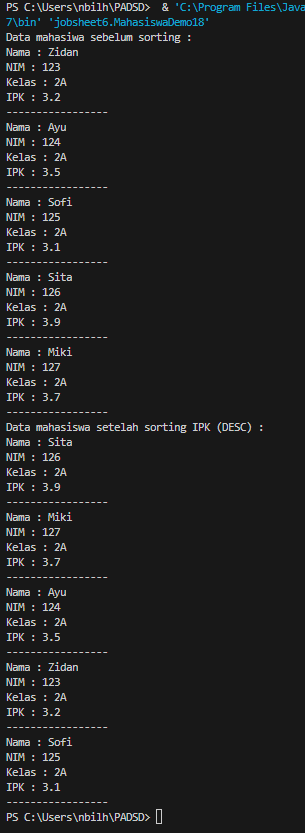 PS C:\Users\nbilh\PADSD>  & 'C:\Program Files\Java
7\bin' 'jobsheet6.MahasiswaDemo18'
Data mahasiwa sebelum sorting :
Nama : Zidan
NIM : 123
Kelas : 2A
IPK : 3.2
-----------------
Nama : Ayu
NIM : 124
Kelas : 2A
IPK : 3.5
-----------------
Nama : Sofi
NIM : 125
Kelas : 2A
IPK : 3.1
-----------------
Nama : Sita
NIM : 126
Kelas : 2A
IPK : 3.9
-----------------
Nama : Miki
NIM : 127
Kelas : 2A
IPK : 3.7
-----------------
Data mahasiswa setelah sorting IPK (DESC) :
Nama : Sita
NIM : 126
Kelas : 2A
IPK : 3.9
-----------------
Nama : Miki
NIM : 127
Kelas : 2A
IPK : 3.7
-----------------
Nama : Ayu
NIM : 124
Kelas : 2A
IPK : 3.5
-----------------
Nama : Zidan
NIM : 123
Kelas : 2A
IPK : 3.2
-----------------
Nama : Sofi
NIM : 125
Kelas : 2A
IPK : 3.1
-----------------
PS C:\Users\nbilh\PADSD>